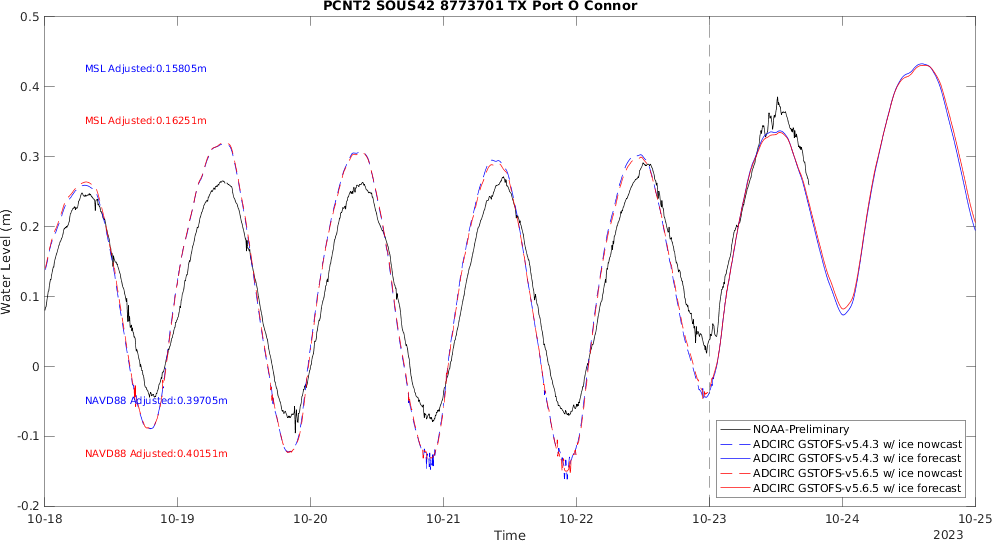 PCNT2 SOUS42 8773701 TX Port O Connor
0.5
0.4
0.3
0.2
0.1
0
-0.1
-0.2
Water Level (m)
MSL Adjusted:0.15805m
MSL Adjusted:0.16251m
NAVD88 Adjusted:0.39705m
NAVD88 Adjusted:0.40151m
NOAA-Preliminary
ADCIRC GSTOFS-v5.4.3 w/ ice nowcast
ADCIRC GSTOFS-v5.4.3 w/ ice forecast
ADCIRC GSTOFS-v5.6.5 w/ ice nowcast
ADCIRC GSTOFS-v5.6.5 w/ ice forecast
10-18 10-19 10-20 10-21 10-22 10-23 10-24 10-25
Time
2023